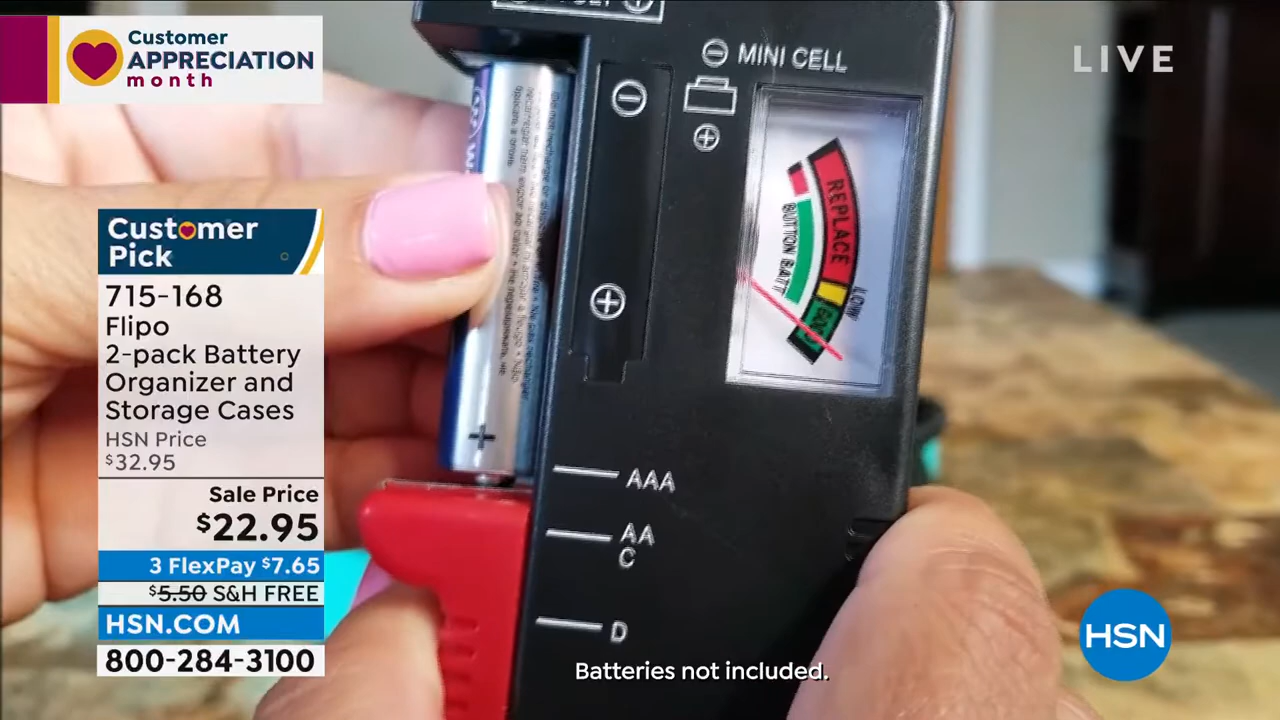 Customer
APPRECIATION
month
LIVE
Customer
Pick
715-168
Flipo
2-pack Battery
Organizer and
Storage Cases
HSN Price
$32.95
Sale Price
$22.95
3 FlexPay $7.65
$5.50 S&H FREE
HSN.COM
800-284-3100
MINI CELL
REPLACE
LOW
GOOD
BUTTON BATT
AAA
AA
C
D
Batteries not included.
HSN